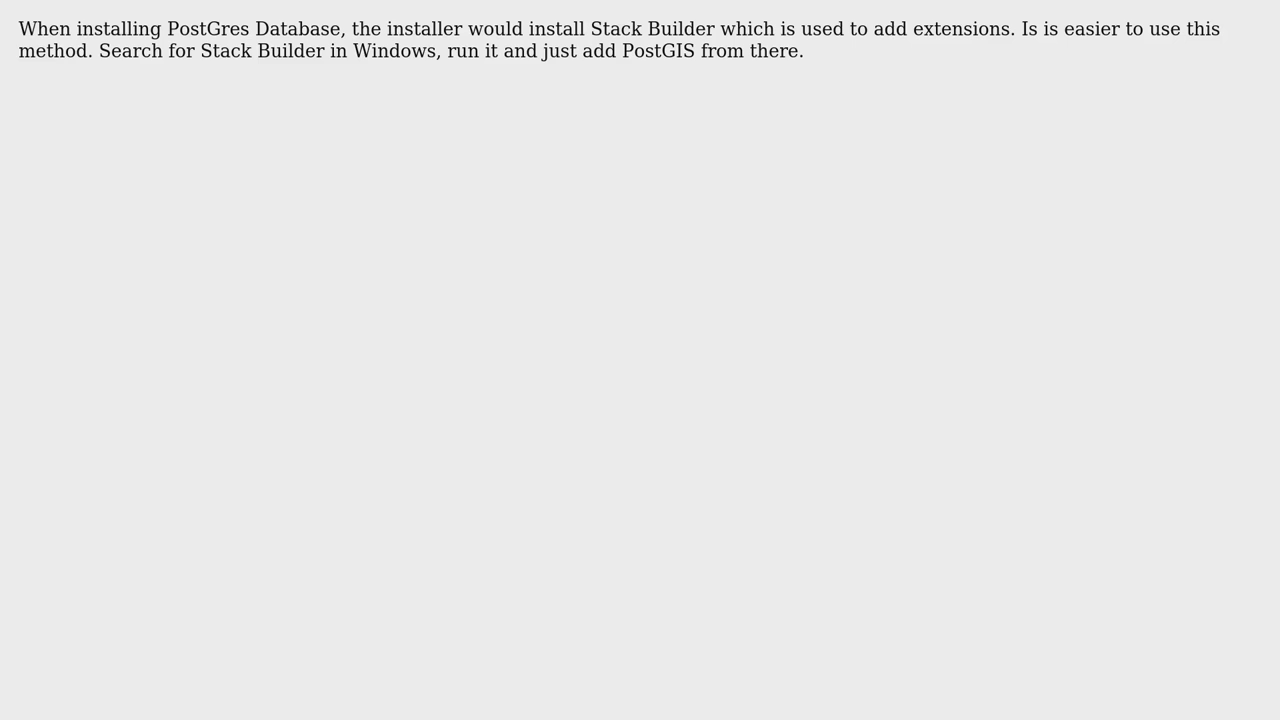 When installing PostGres Database, the installer would install Stack Builder which is used to add extensions. Is is easier to use this
method. Search for Stack Builder in Windows, run it and just add PostGIS from there.